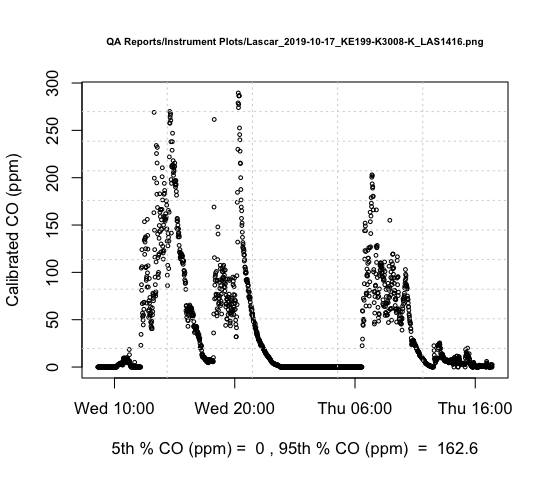 QA Reports/Instrument Plots/Lascar_2019-10-17_KE199-K3008-K_LAS1416.png
300
250
200
150
100
50
0
Calibrated CO (ppm)
Wed 10:00 Wed 20:00 Thu 06:00 Thu 16:00
5th % CO (ppm) = 0 , 95th % CO (ppm) = 162.6